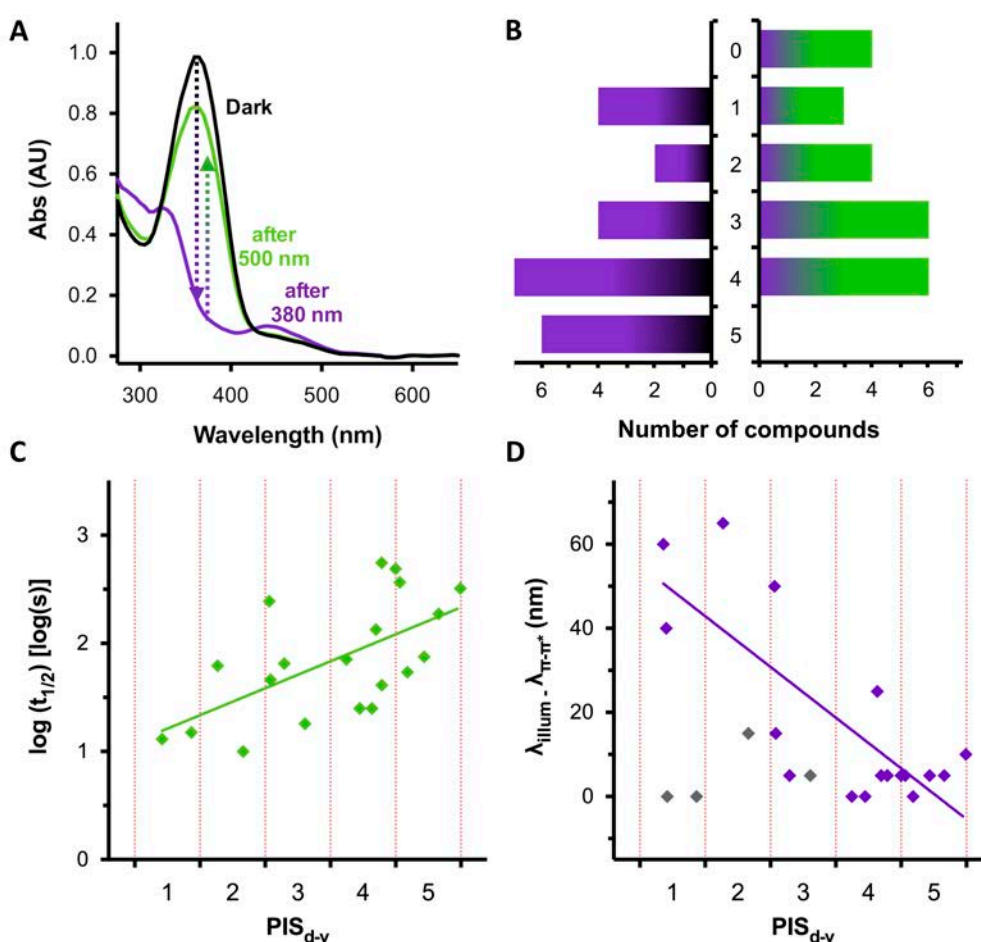 A
Abs (AU)
1.0
0.8
0.6
0.4
0.2
0.0
Dark
after
500 nm
after
380 nm
300
400
500
600
Wavelength (nm)
B
0
1
2
3
4
5
6
4
2
0
0
2
4
6
Number of compounds
C
log (t1/2) [log(s)]
3
2
1
0
1
2
3
4
5
PISd-v
D
λillum - λπ-π* (nm)
60
40
20
0
1
2
3
4
5
PISd-v